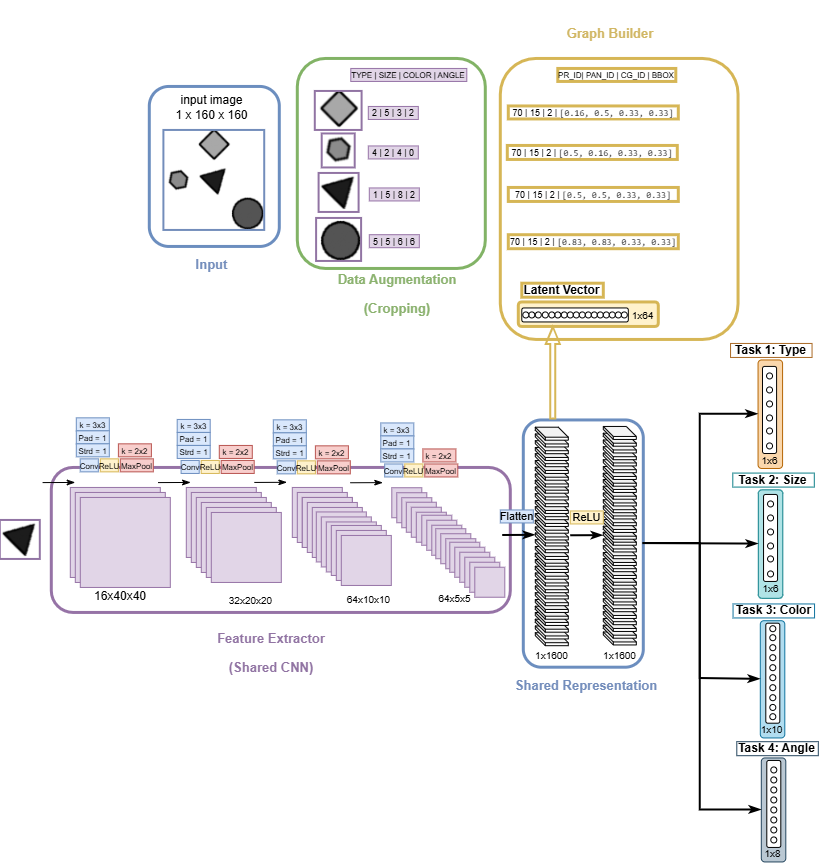 Graph Builder
input image
1 x 160 x 160
Input
TYPE | SIZE | COLOR | ANGLE
2 | 5 | 3 | 2
4 | 2 | 4 | 0
1 | 5 | 8 | 2
5 | 5 | 6 | 6
Data Augmentation
(Cropping)
PR_ID| PAN_ID | CG_ID | BBOX
70 | 15 | 2 | [0.16, 0.5, 0.33, 0.33]
70 | 15 | 2 | [0.5, 0.16, 0.33, 0.33]
70 | 15 | 2 | [0.5, 0.5, 0.33, 0.33]
70 | 15 | 2 | [0.83, 0.83, 0.33, 0.33]
Latent Vector
1x64
k = 3x3
Pad = 1
Strd = 1
k = 2x2
Conv ReLU MaxPool
16x40x40
k = 3x3
Pad = 1
Strd = 1
k = 2x2
Conv ReLU MaxPool
32x20x20
k = 3x3
Pad = 1
Strd = 1
k = 2x2
Conv ReLU MaxPool
64x10x10
k = 3x3
Pad = 1
Strd = 1
k = 2x2
Conv ReLU MaxPool
64x5x5
Feature Extractor
(Shared CNN)
Flatten
ReLU
1x1600
1x1600
Shared Representation
Task 1: Type
1x6
Task 2: Size
1x6
Task 3: Color
1x10
Task 4: Angle
1x8